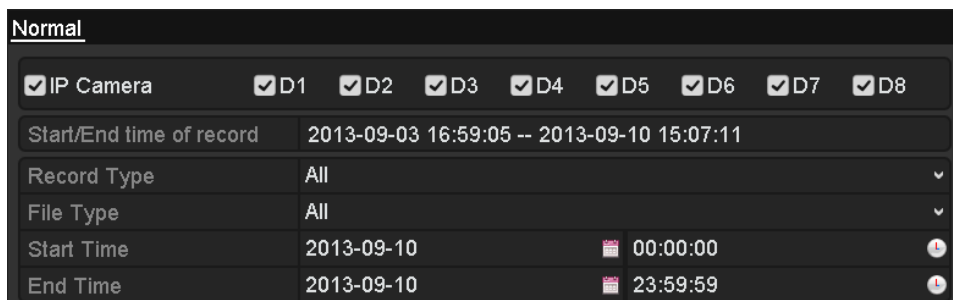 Normal
IP Camera D1 D2 D3 D4 D5 D6 D7 D8
Start/End time of record 2013-09-03 16:59:05 -- 2013-09-10 15:07:11
Record Type All
File Type All
Start Time 2013-09-10 00:00:00
End Time 2013-09-10 23:59:59